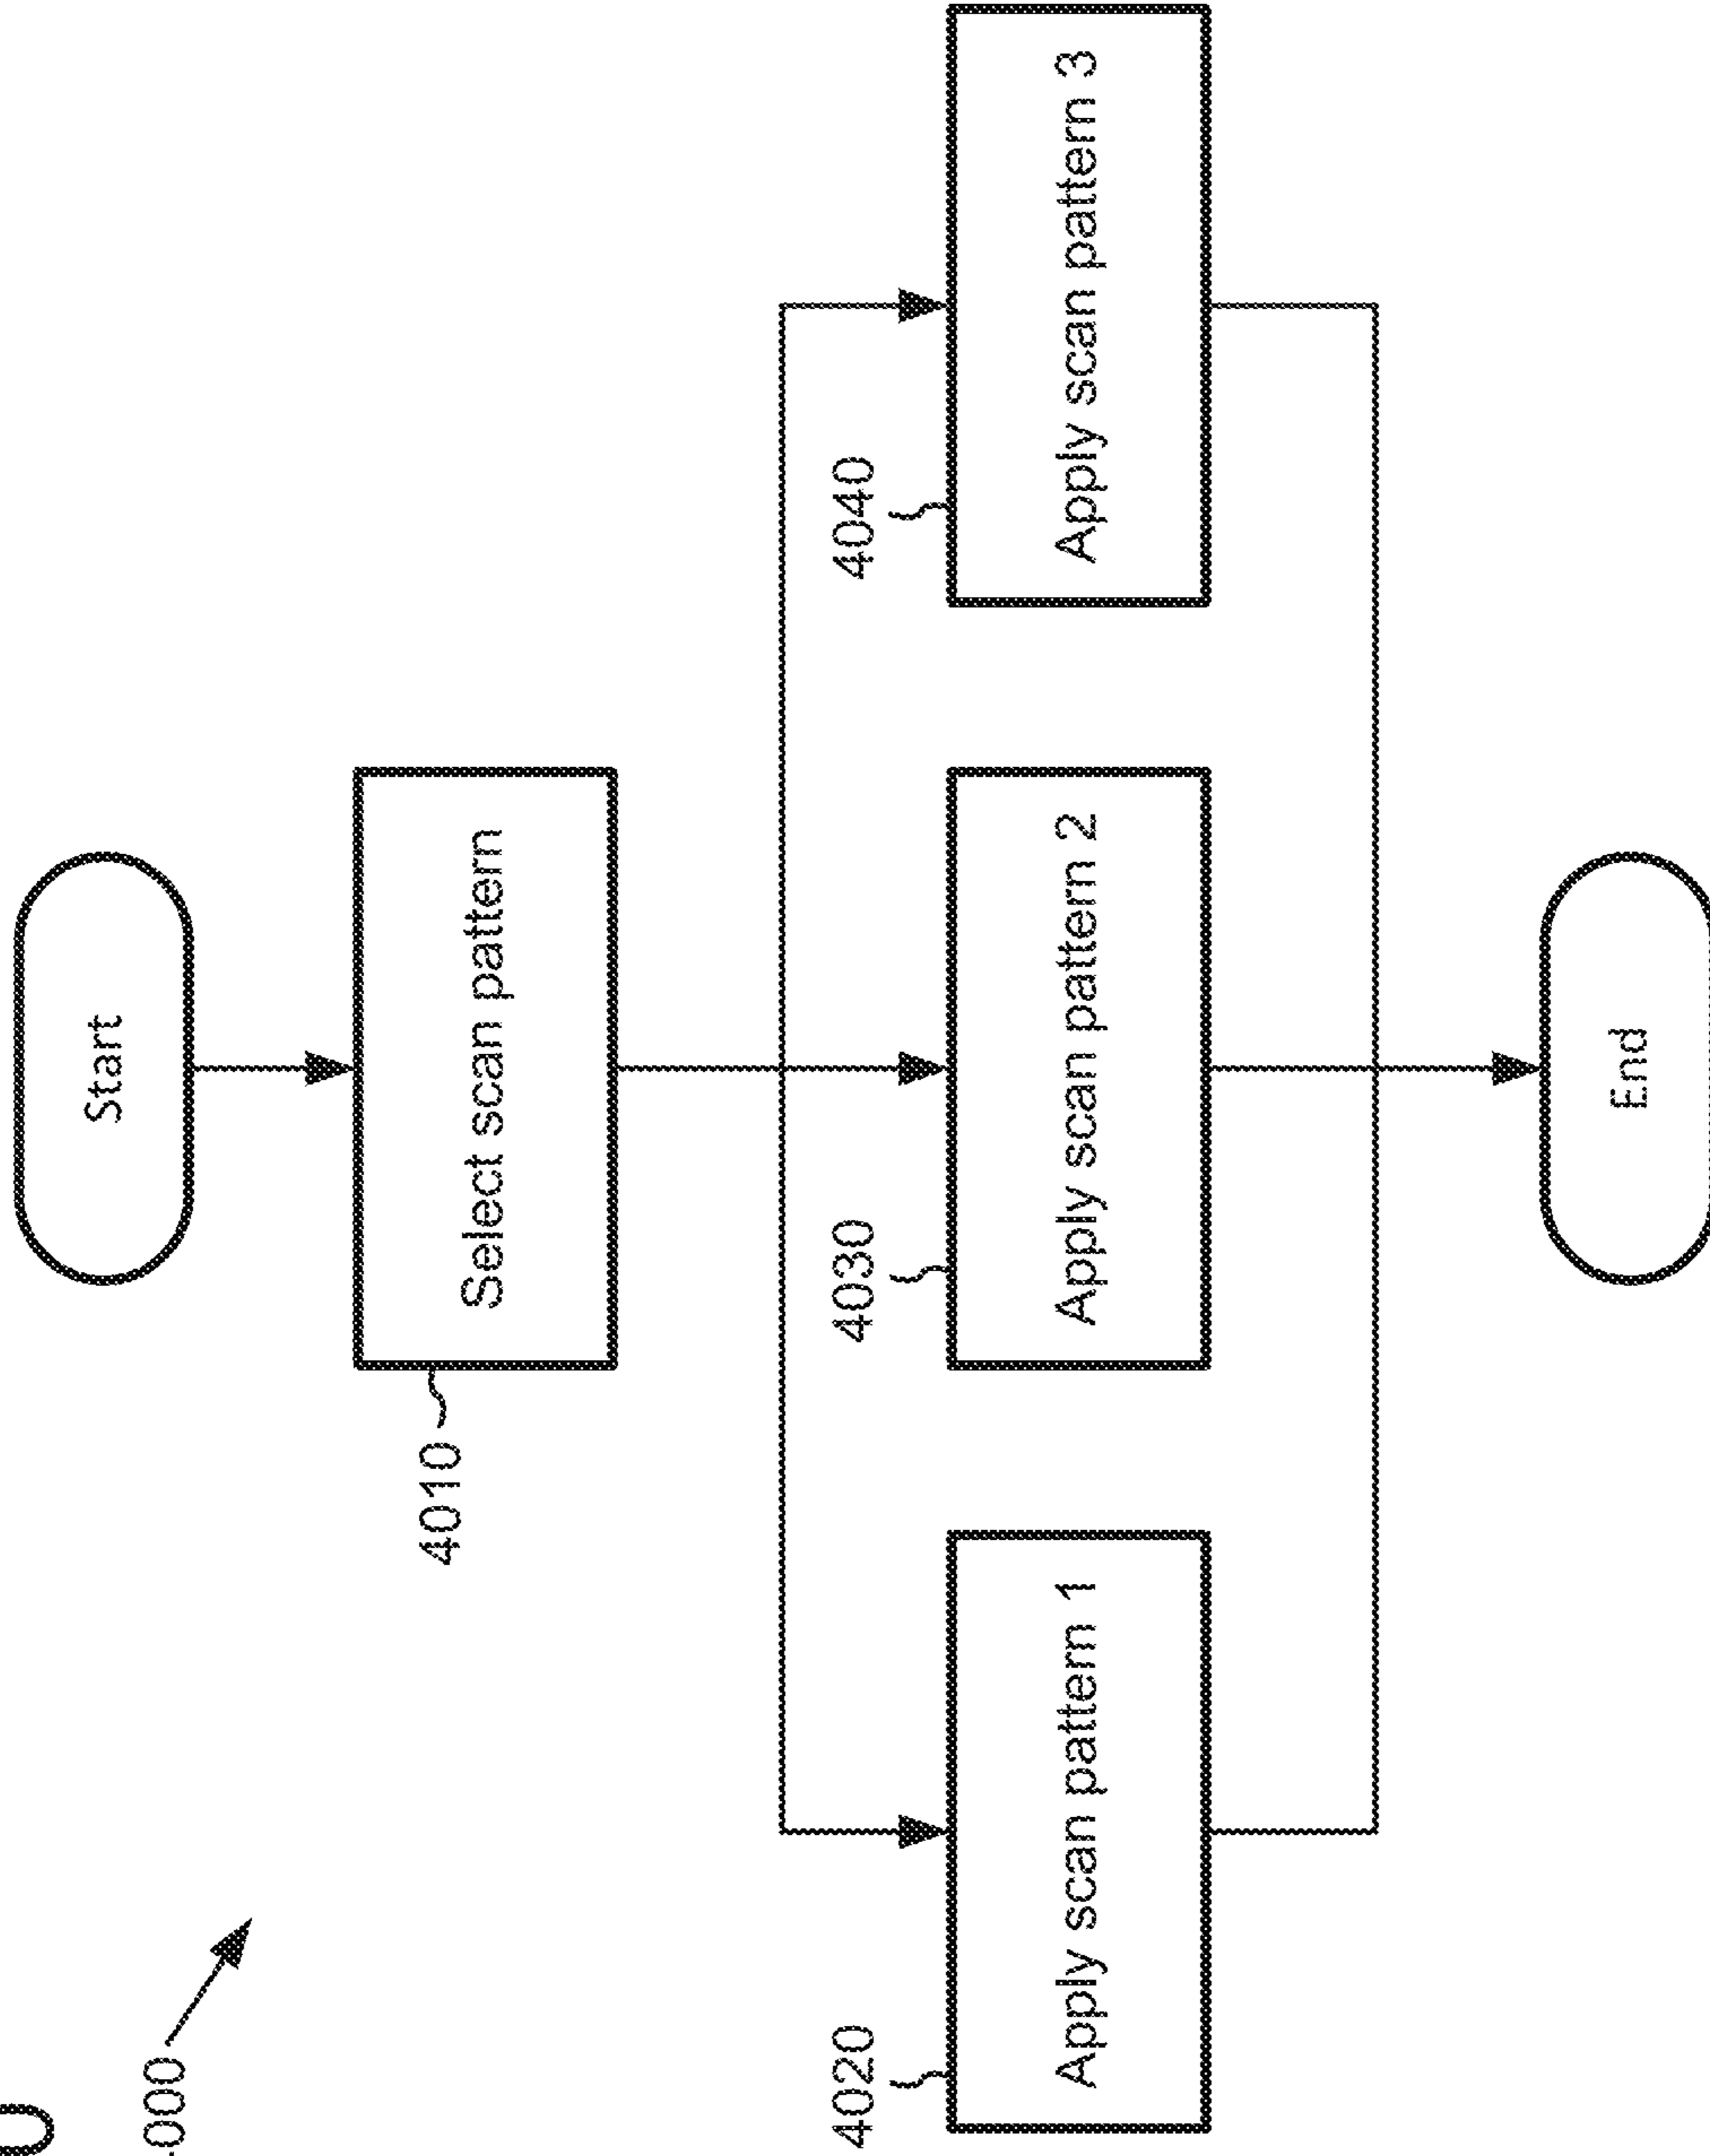 000
Start
4010
Select scan pattern
4020
Apply scan pattern 1
4030
Apply scan pattern 2
4040
Apply scan pattern 3
End